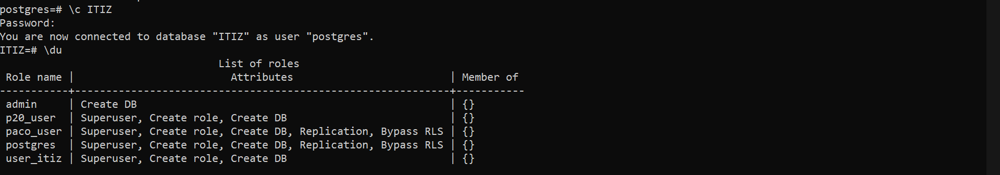 postgres=# \c ITIZ
Password:
You are now connected to database "ITIZ" as user "postgres".
ITIZ=# \du
                                   List of roles
 Role name |                         Attributes                         | Member of
-----------+------------------------------------------------------------+-----------
 admin     | Create DB                                                  | {}
 p20_user  | Superuser, Create role, Create DB                          | {}
 paco_user | Superuser, Create role, Create DB, Replication, Bypass RLS | {}
 postgres  | Superuser, Create role, Create DB, Replication, Bypass RLS | {}
 user_itiz | Superuser, Create role, Create DB                          | {}